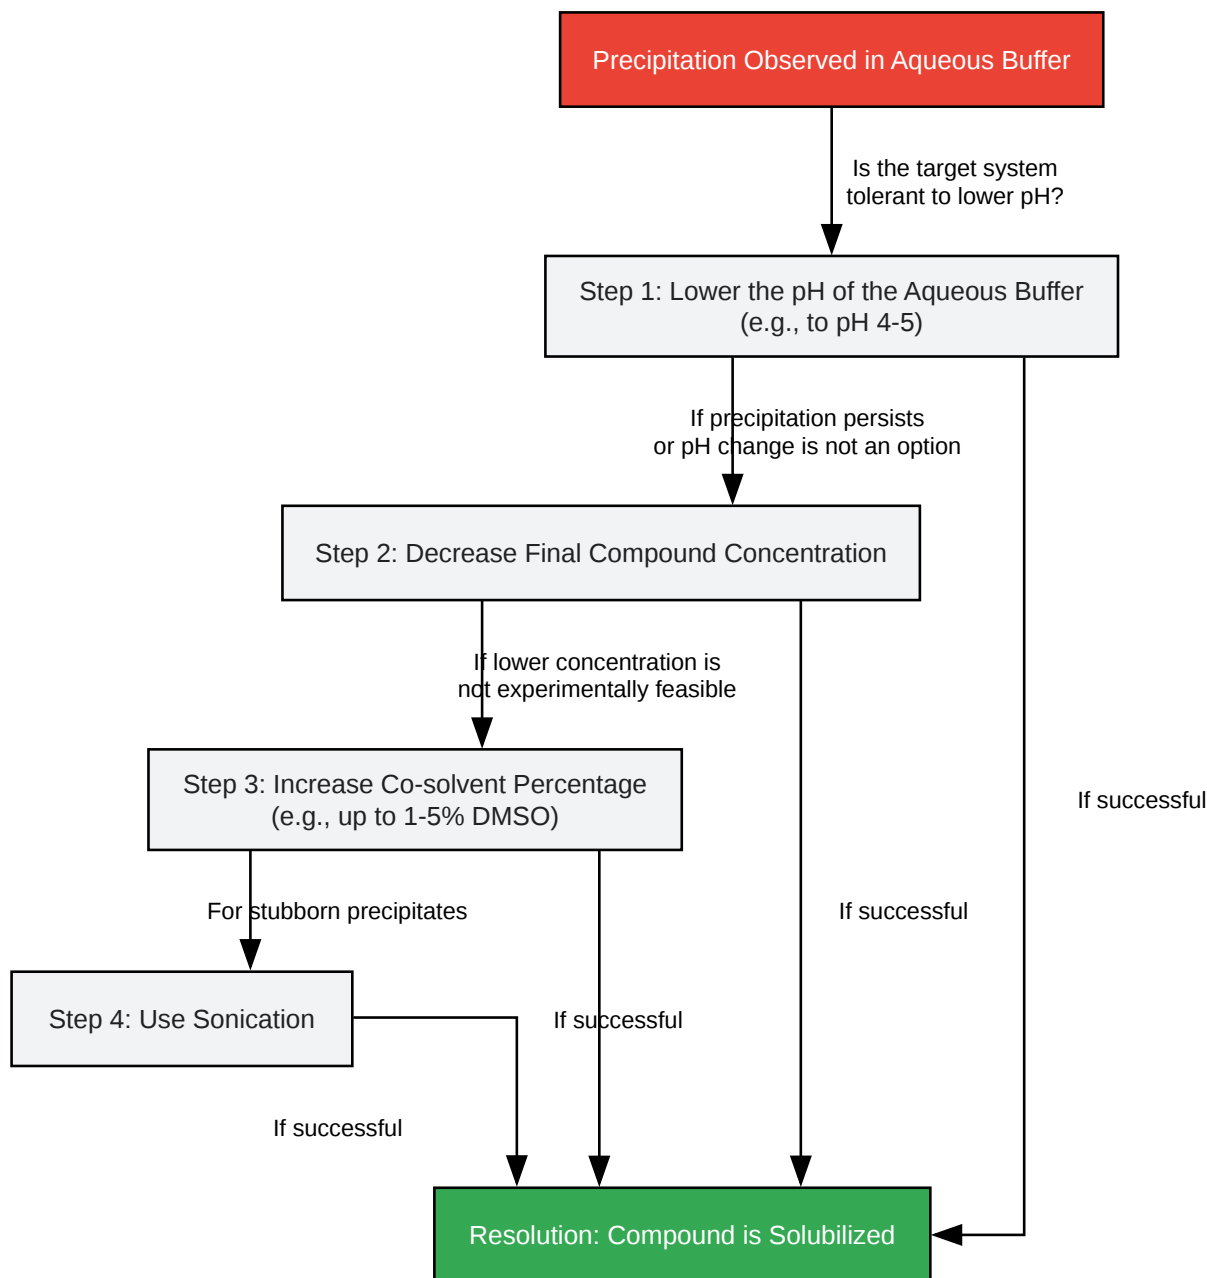 Precipitation Observed in Aqueous Buffer
Is the target system
tolerant to lower pH?
Step 1: Lower the pH of the Aqueous Buffer
(e.g., to pH 4-5)
If precipitation persists
or pH change is not an option
Step 2: Decrease Final Compound Concentration
If lower concentration is
not experimentally feasible
Step 3: Increase Co-solvent Percentage
(e.g., up to 1-5% DMSO)
If successful
For stubborn precipitates
If successful
Step 4: Use Sonication
If successful
If successful
Resolution: Compound is Solubilized